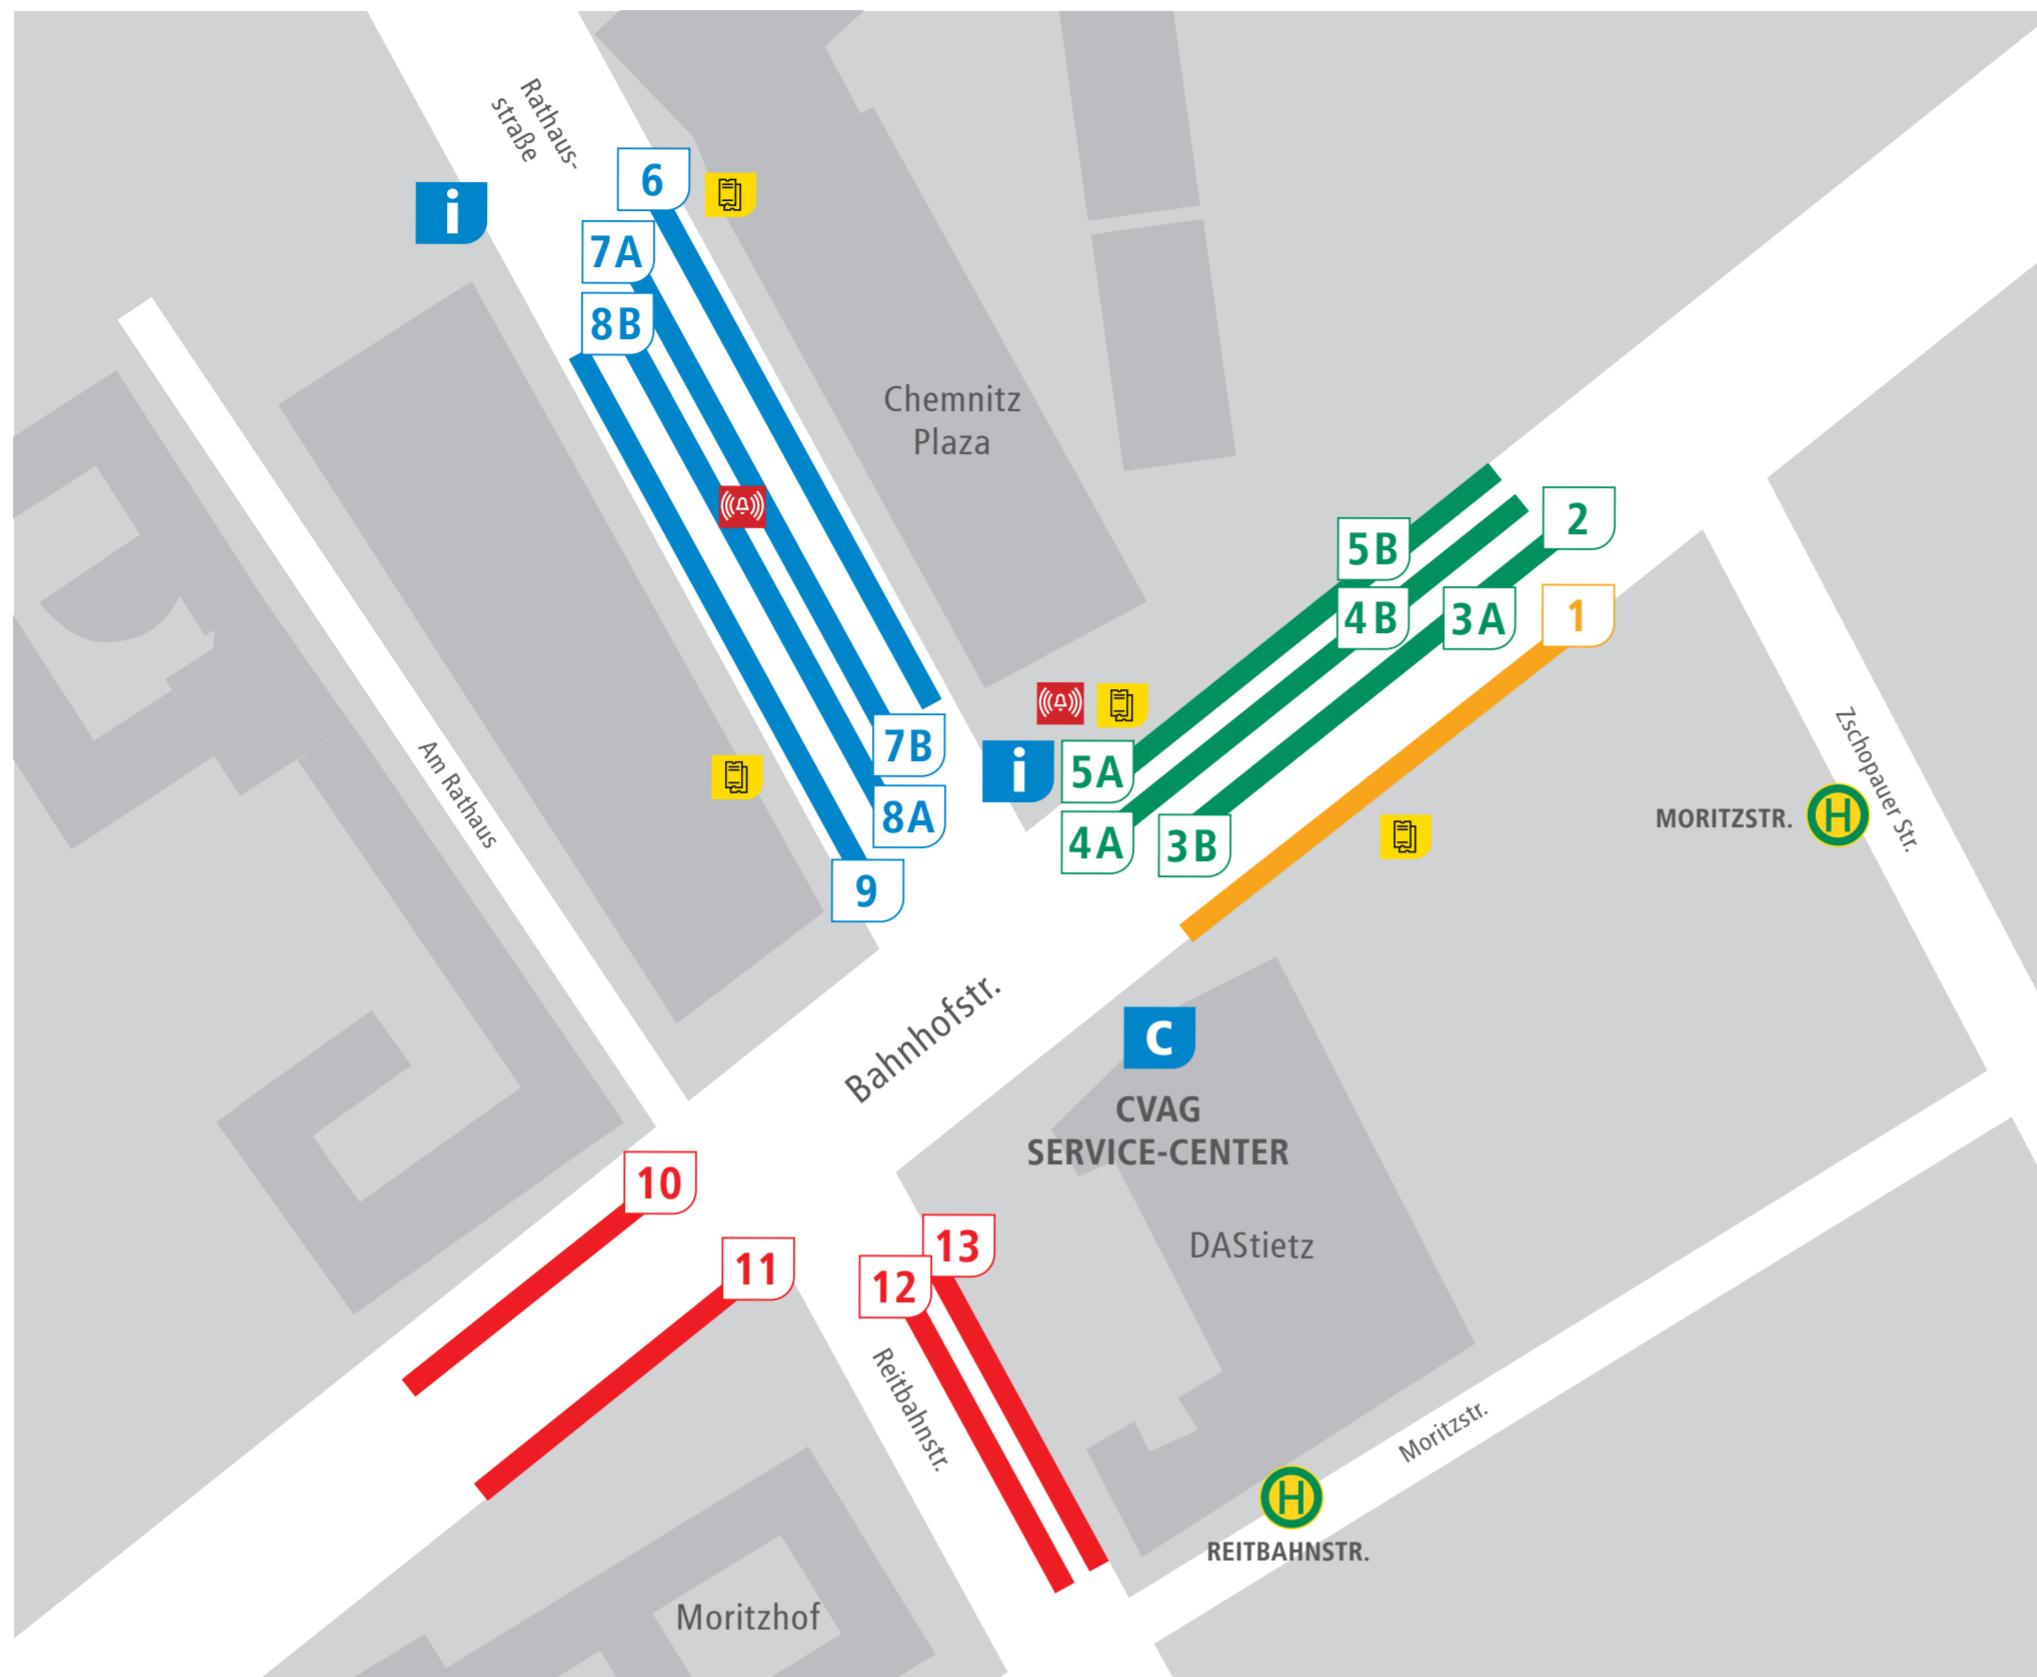 Rathaus-
straße
6
i
7A
8B
Chemnitz
Plaza
2
5B
4B
3A
1
Am Rathaus
7B
i
5A
Zschopauer Str.
8A
4A
3B
MORITZSTR.
H
9
Bahnhofstr.
C
CVAG
SERVICE-CENTER
10
11
13
12
DAStietz
Reitbahnstr.
Moritzstr.
H
REITBAHNSTR.
Moritzhof